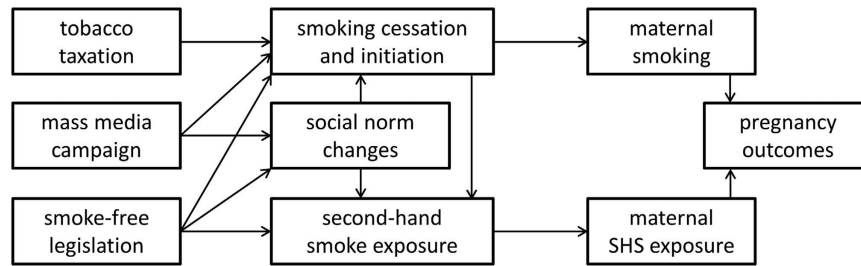 tobacco
taxation
smoking cessation
and initiation
maternal
smoking
mass media
campaign
social norm
changes
pregnancy
outcomes
smoke-free
legislation
second-hand
smoke exposure
maternal
SHS exposure